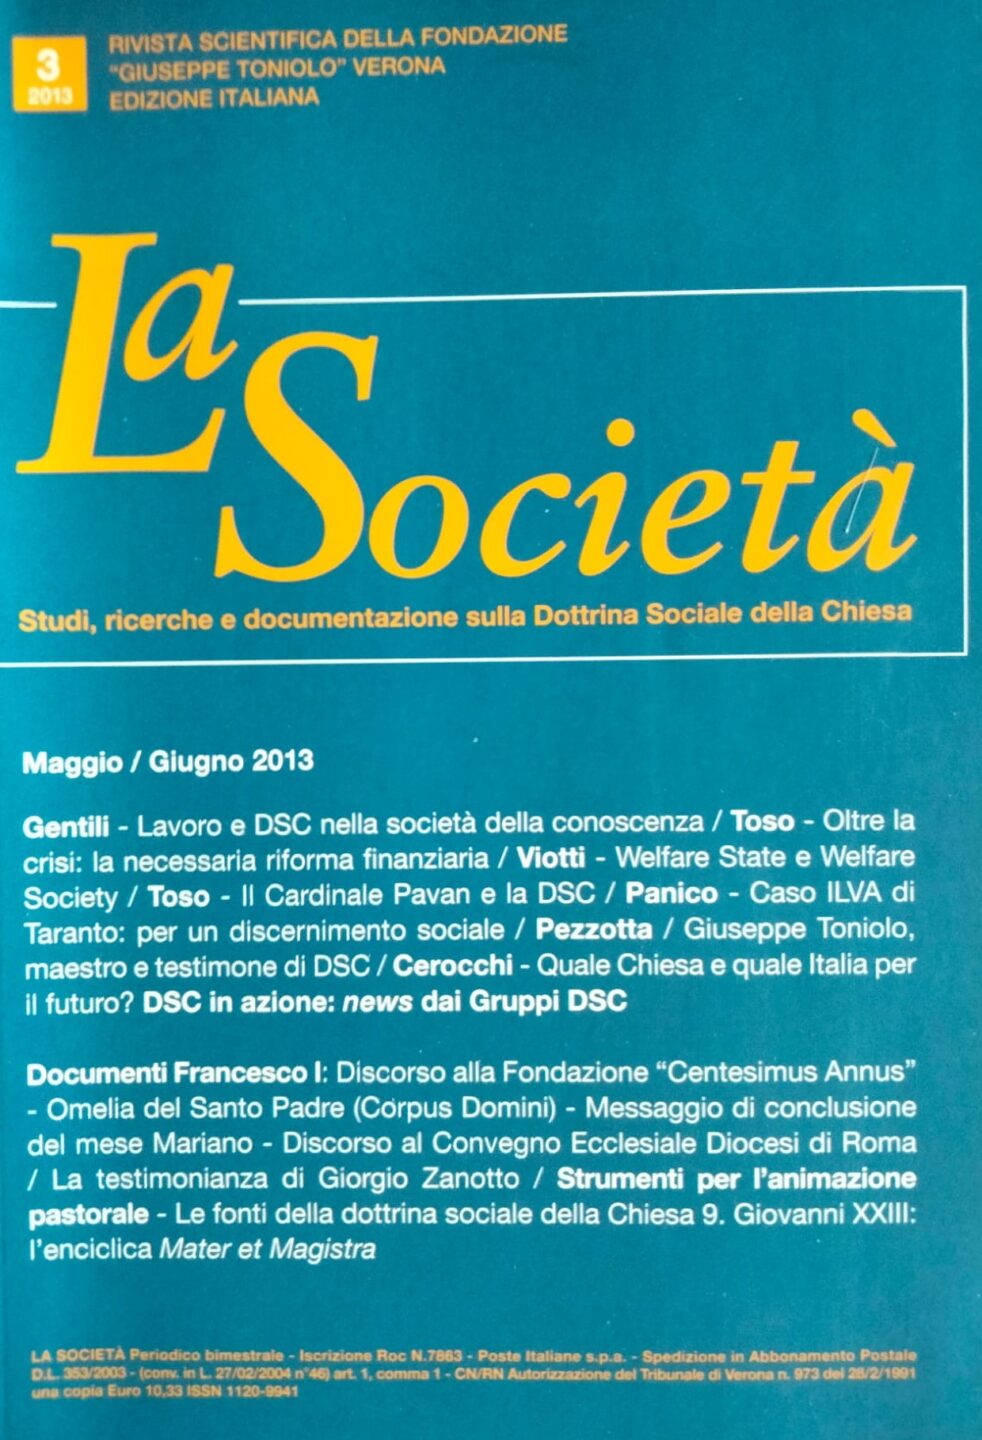 3
2013
RIVISTA SCIENTIFICA DELLA FONDAZIONE
"GIUSEPPE TONIOLO" VERONA
EDIZIONE ITALIANA
La
Società
Studi, ricerche e documentazione sulla Dottrina Sociale della Chiesa
Maggio / Giugno 2013
Gentili - Lavoro e DSC nella società della conoscenza / Toso - Oltre la
crisi: la necessaria riforma finanziaria / Viotti - Welfare State e Welfare
Society / Toso - Il Cardinale Pavan e la DSC / Panico - Caso ILVA di
Taranto: per un discernimento sociale / Pezzotta / Giuseppe Toniolo,
maestro e testimone di DSC / Cerocchi - Quale Chiesa e quale Italia per
il futuro? DSC in azione: news dai Gruppi DSC
Documenti Francesco I: Discorso alla Fondazione "Centesimus Annus"
- Omelia del Santo Padre (Corpus Domini) - Messaggio di conclusione
del mese Mariano - Discorso al Convegno Ecclesiale Diocesi di Roma
/ La testimonianza di Giorgio Zanotto / Strumenti per l'animazione
pastorale - Le fonti della dottrina sociale della Chiesa 9. Giovanni XXIII:
l'enciclica Mater et Magistra
LA SOCIETÀ Periodico bimestrale - Iscrizione Roc N.7863 - Poste Italiane s.p.a. - Spedizione in Abbonamento Postale
D.L. 353/2003 - (conv. in L. 27/02/2004 n°46) art. 1, comma 1 - CN/RN Autorizzazione del Tribunale di Verona n. 973 del 28/2/1991
una copia Euro 10,33 ISSN 1120-9941